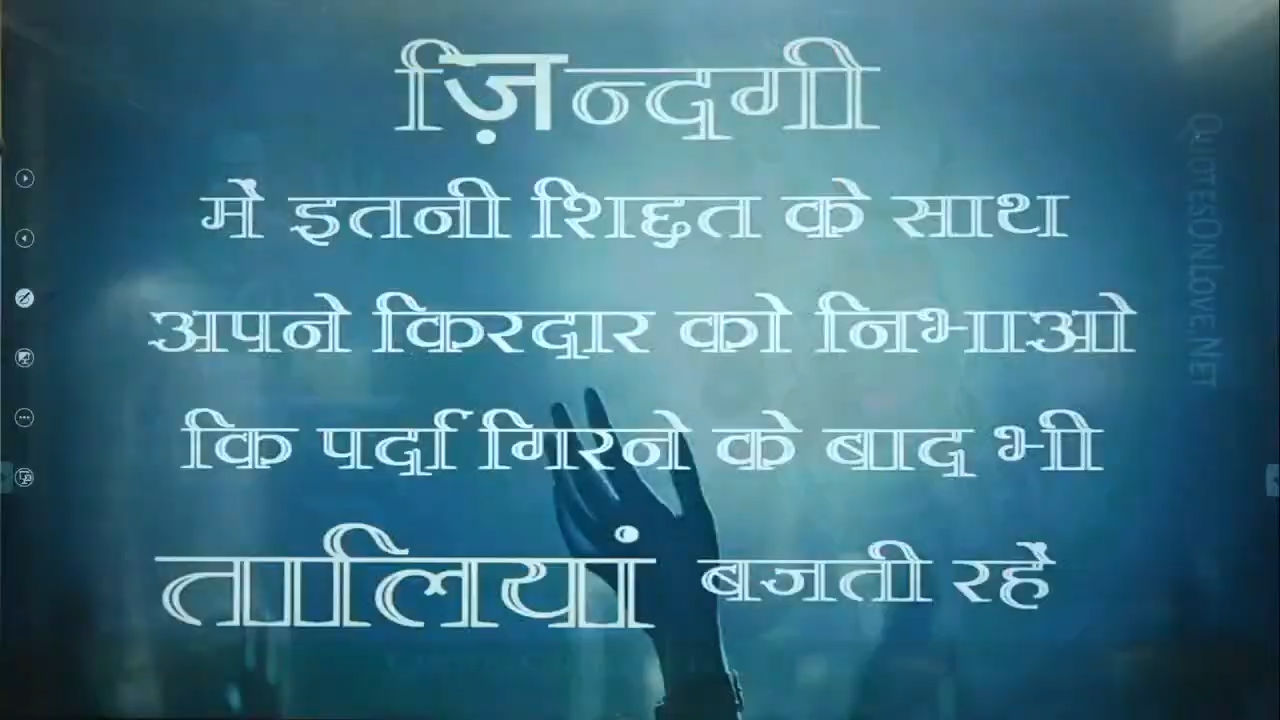 ज़िन्दगी
में इतनी शिद्दत के साथ
अपने किरदार को निभाओ
कि पर्दा गिरने के बाद भी
तालियां बजती रहें
QUOTESONLOVE.NET